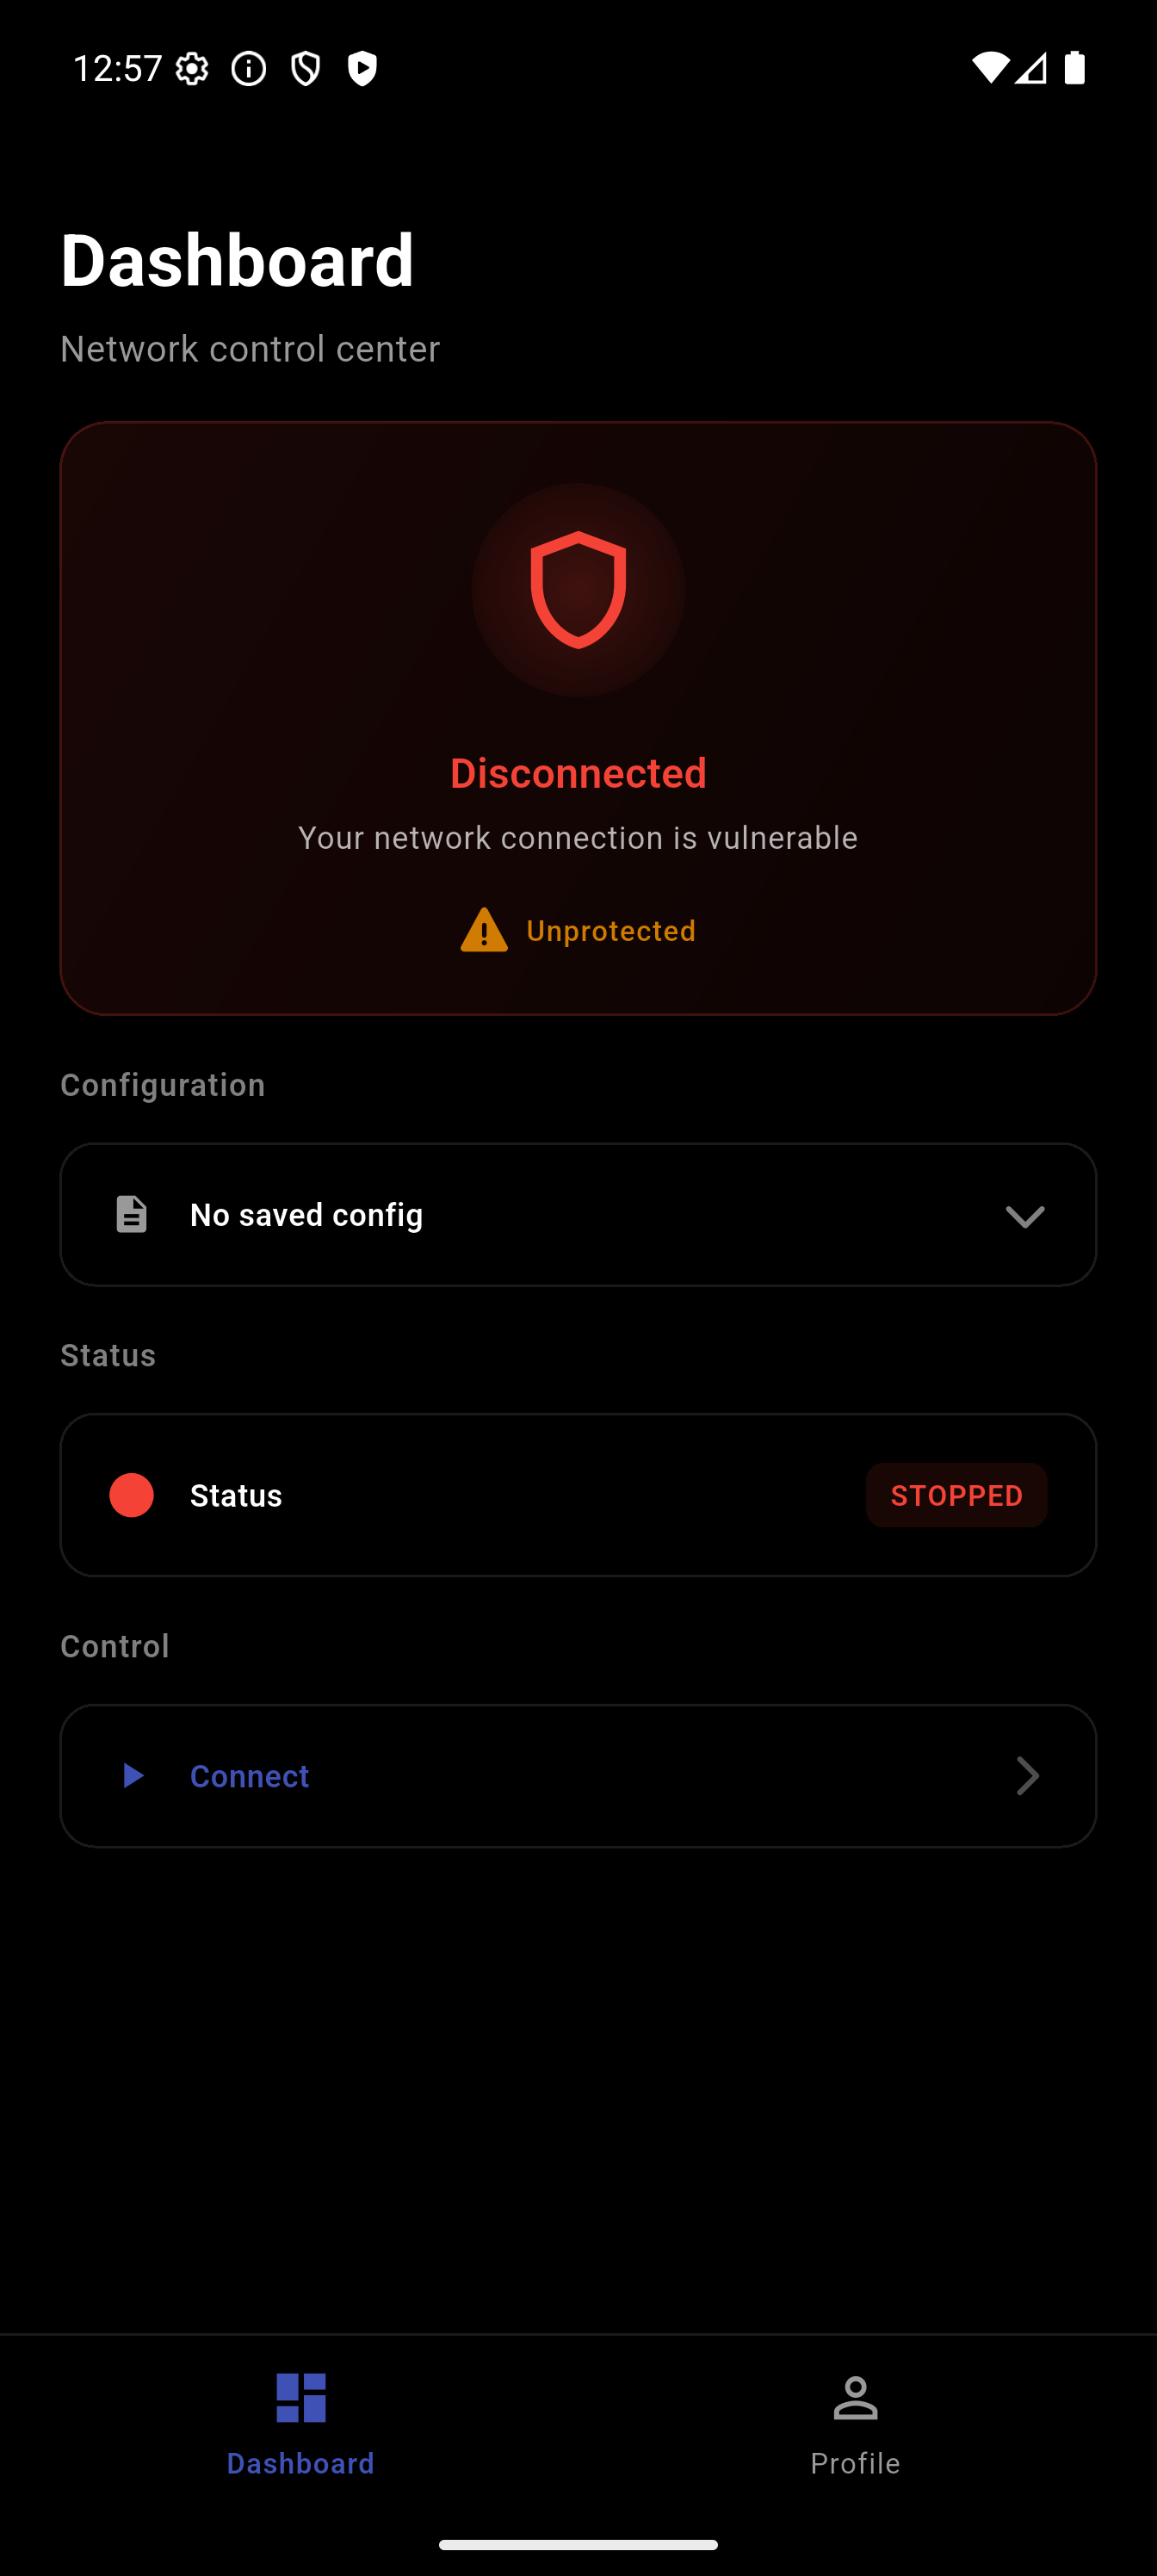 12:57
Dashboard
Network control center
Disconnected
Your network connection is vulnerable
Unprotected
Configuration
No saved config
Status
Status
STOPPED
Control
Connect
Dashboard
Profile